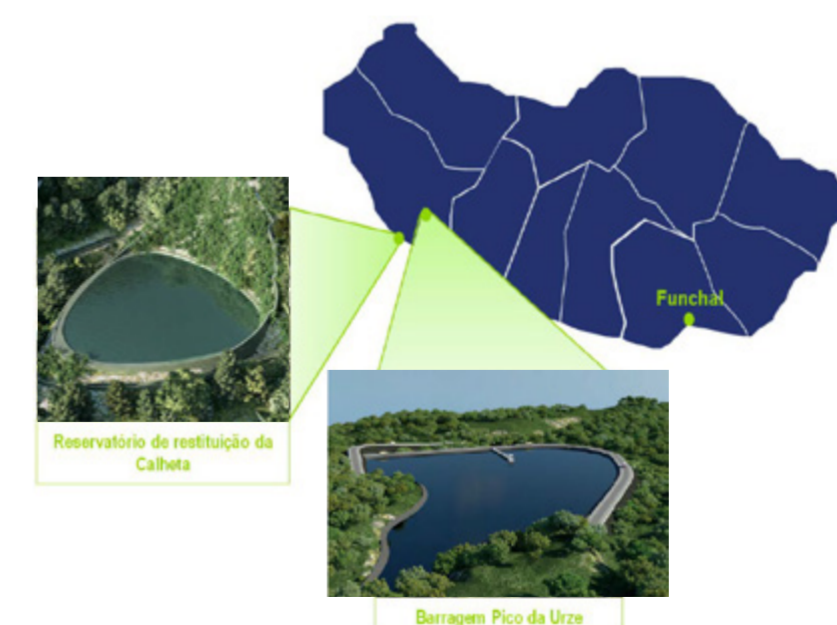 Funchal
Reservatório de restituição da
Calheta
Barragem Pico da Urze